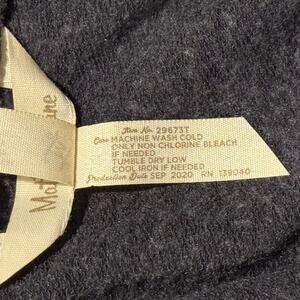 Item No. 29673T
Care MACHINE WASH COLD
ONLY NON CHLORINE BLEACH
IF NEEDED
TUMBLE DRY LOW
COOL IRON IF NEEDED
Production Date SEP 2020 RN 139040